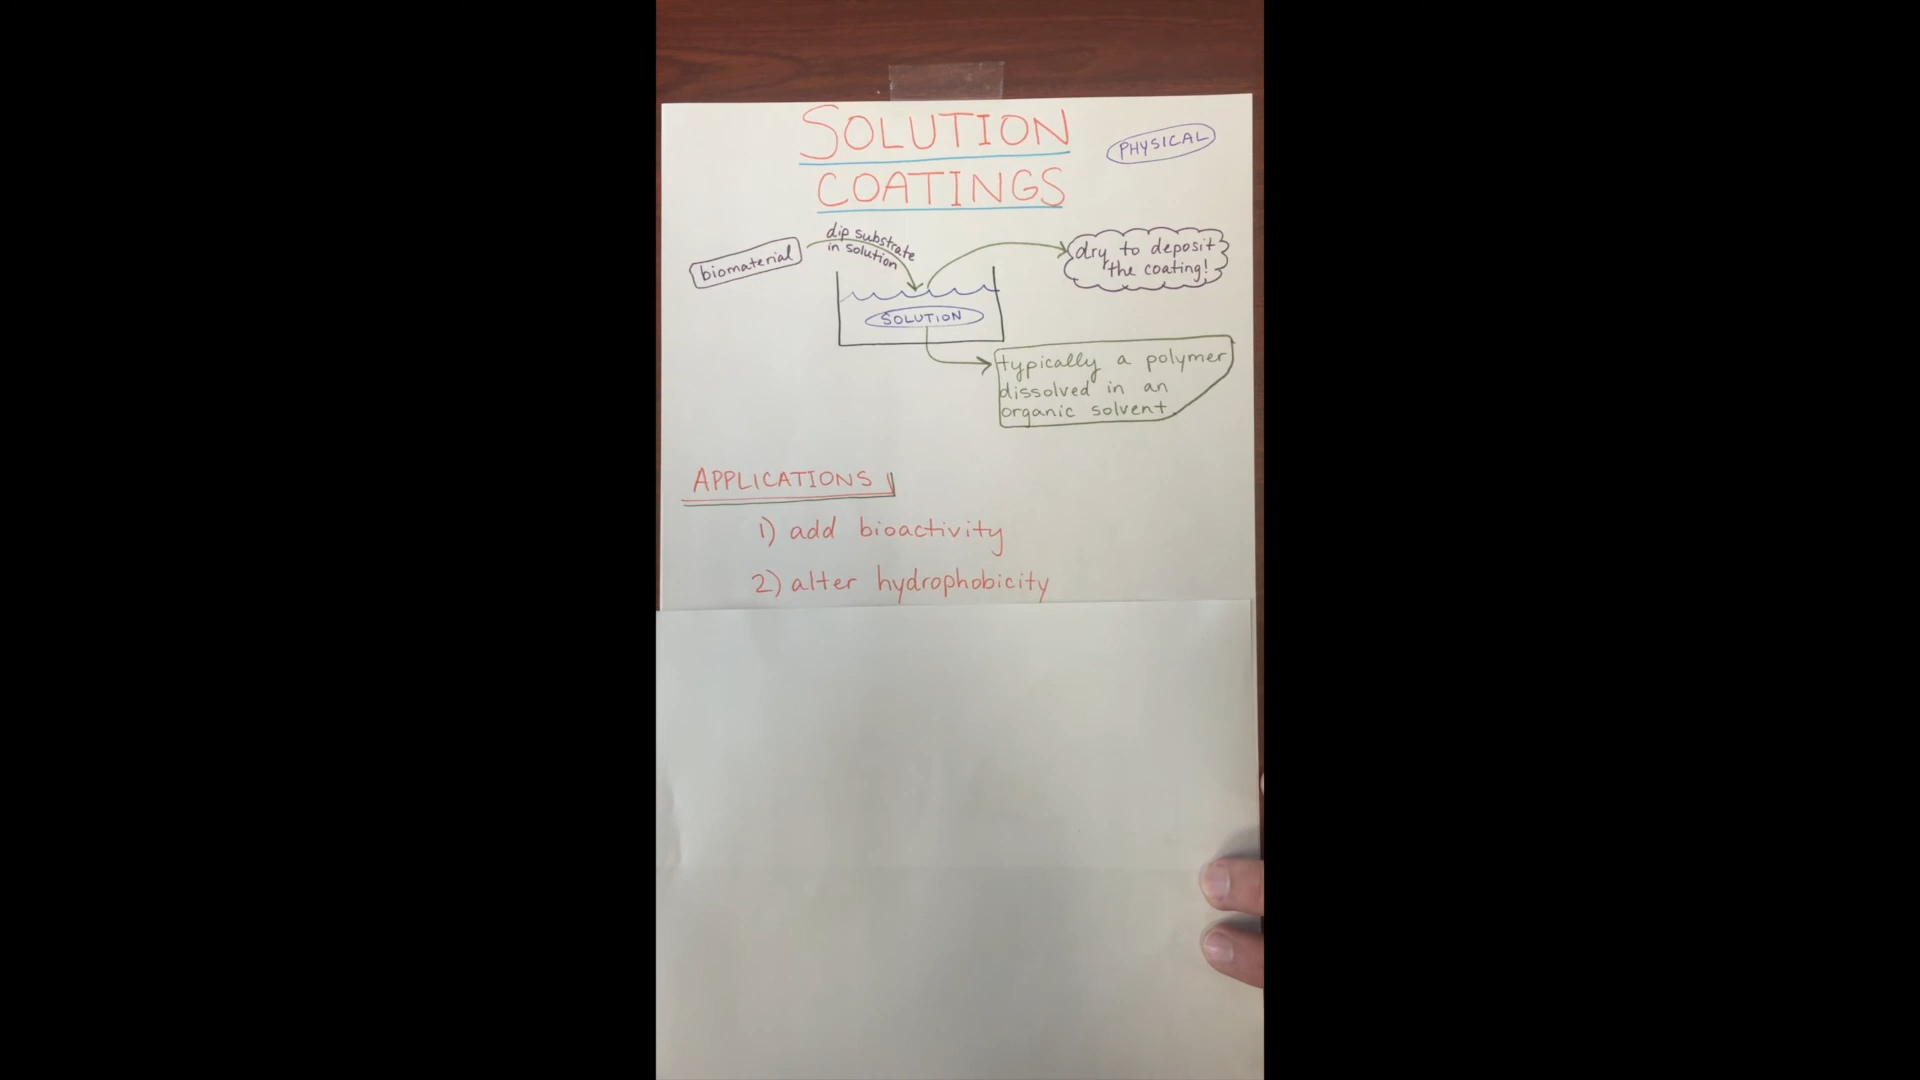 SOLUTION
COATINGS
PHYSICAL
biomaterial
dip substrate
in solution
dry to deposit
the coating!
SOLUTION
typically a polymer
dissolved in an
organic solvent
APPLICATIONS
1) add bioactivity
2) alter hydrophobicity